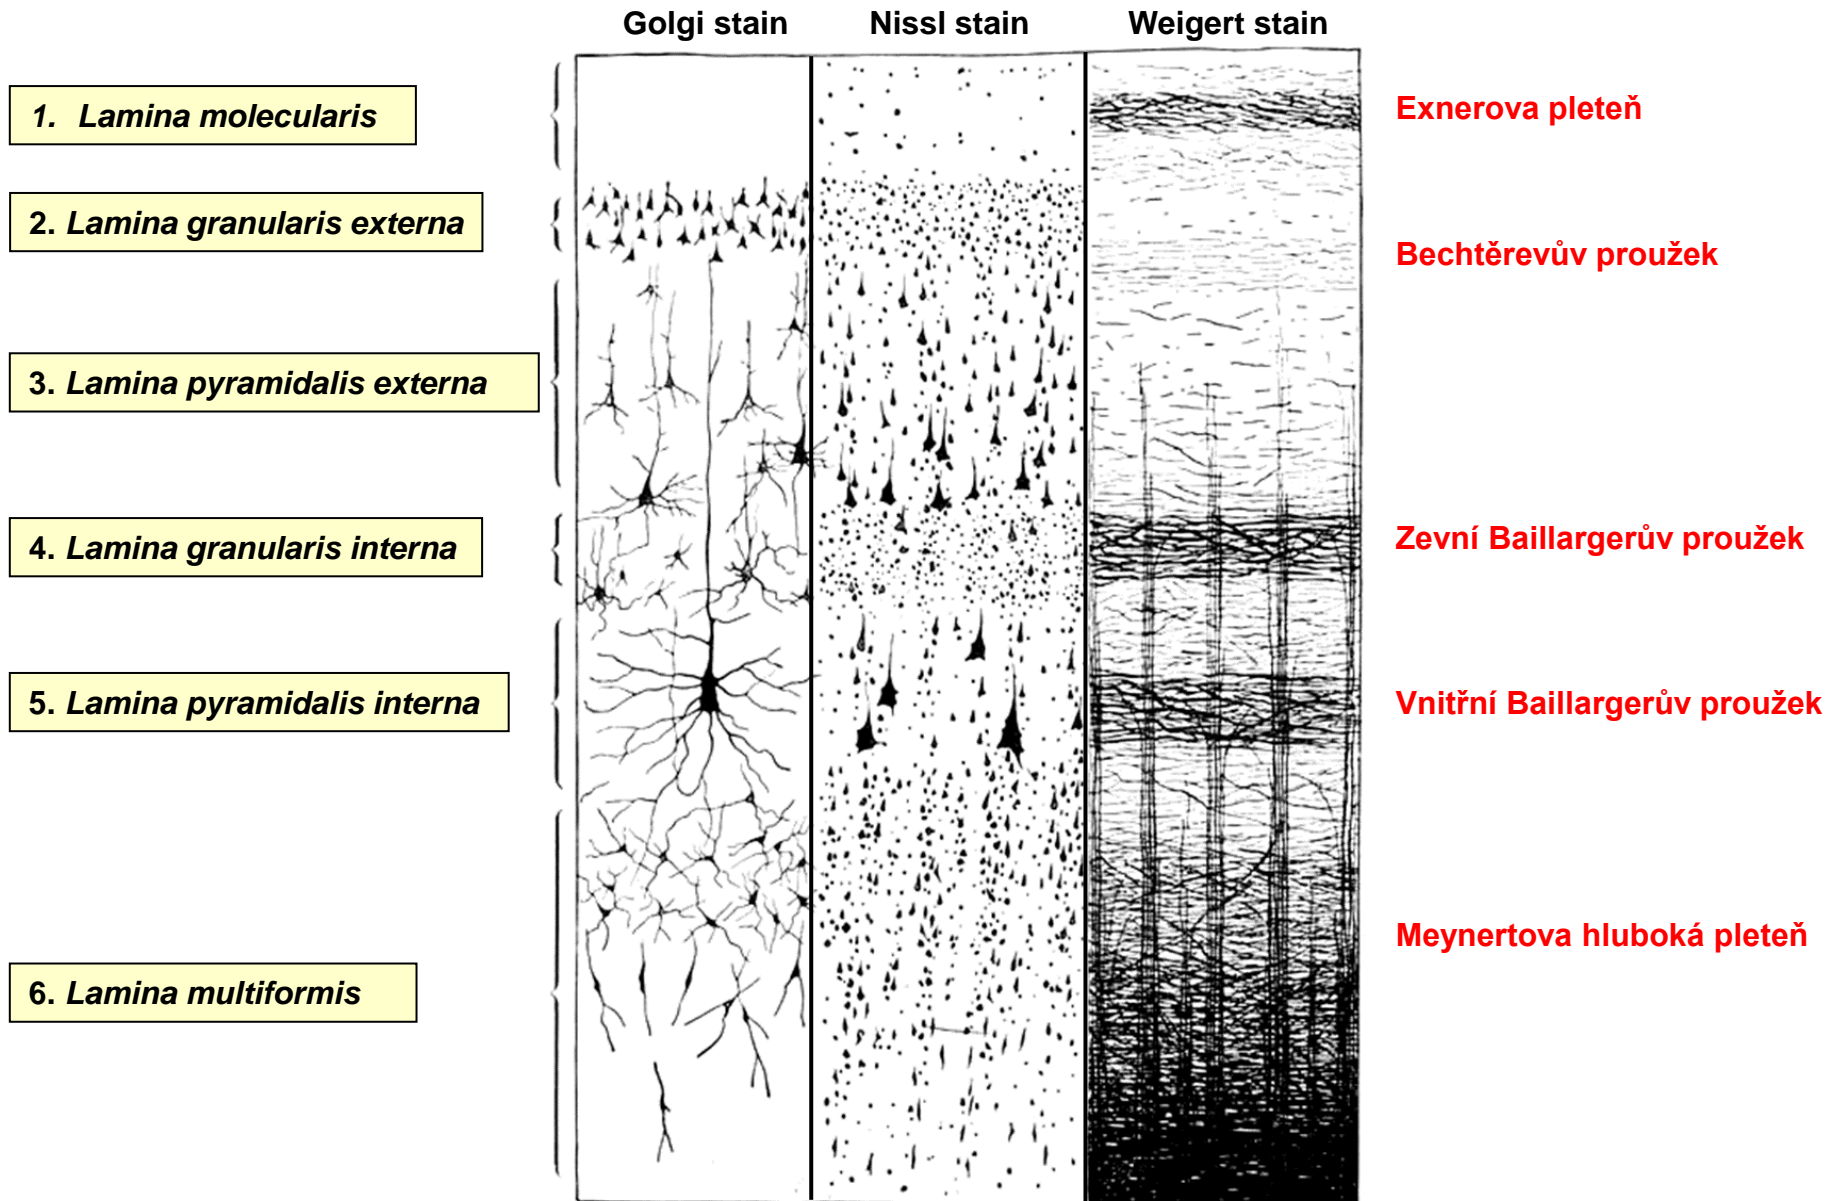 Golgi stain
Nissl stain
Weigert stain
1. Lamina molecularis
2. Lamina granularis externa
3. Lamina pyramidalis externa
4. Lamina granularis interna
5. Lamina pyramidalis interna
6. Lamina multiformis
Exnerova pleteň
Bechtěrevův proužek
Zevní Baillargerův proužek
Vnitřní Baillargerův proužek
Meynertova hluboká pleteň